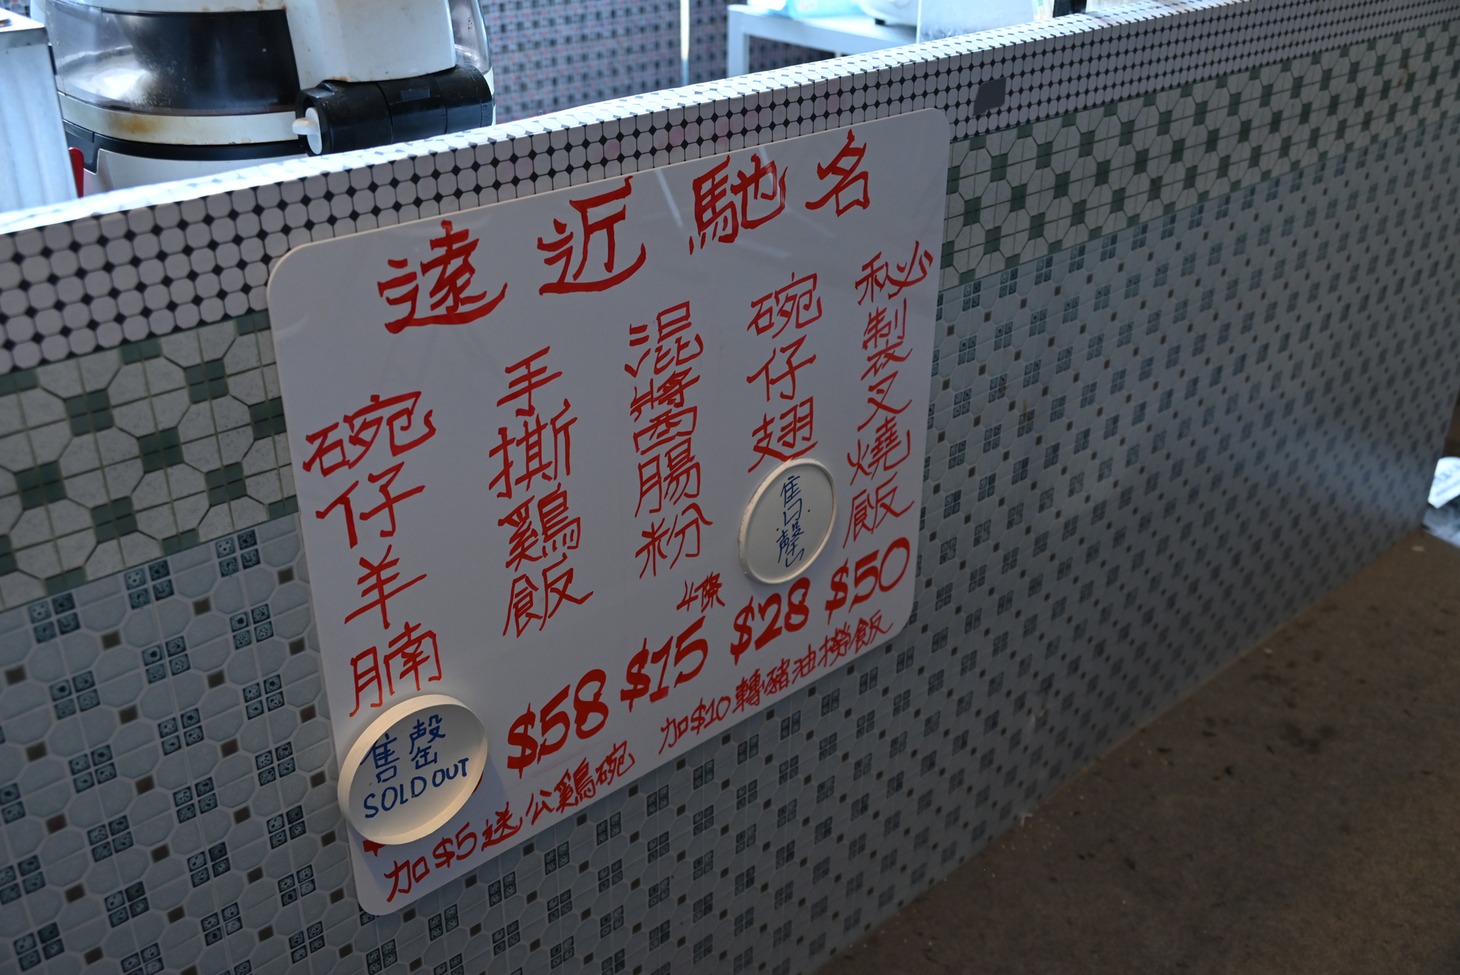 遠近馳名
秘製叉燒飯
$50
碗仔翅
售罄
$28
混醬腸粉
4條
$15
手撕雞飯
$58
碗仔羊腩
售罄
SOLD OUT
加$10轉豬油撈飯
加$5送公雞碗